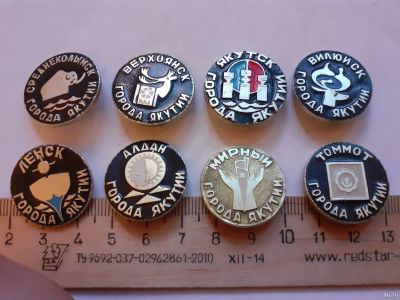 СРЕДНЕКОЛЫМСК
ГОРОДА ЯКУТИИ
ВЕРХОЯНСК
ГОРОДА ЯКУТИИ
ЯКУТСК
ГОРОДА ЯКУТИИ
ВИЛЮЙСК
ГОРОДА ЯКУТИИ
ЛЕНСК
ГОРОДА ЯКУТИИ
АЛДАН
ГОРОДА ЯКУТИИ
МИРНЫЙ
ГОРОДА ЯКУТИИ
ТОММОТ
ГОРОДА ЯКУТИИ
2 3 4 5 6 7 8 9 10 11 12 13
ТУ 9692-037-02962861-2010 XII-14 www.redstar-